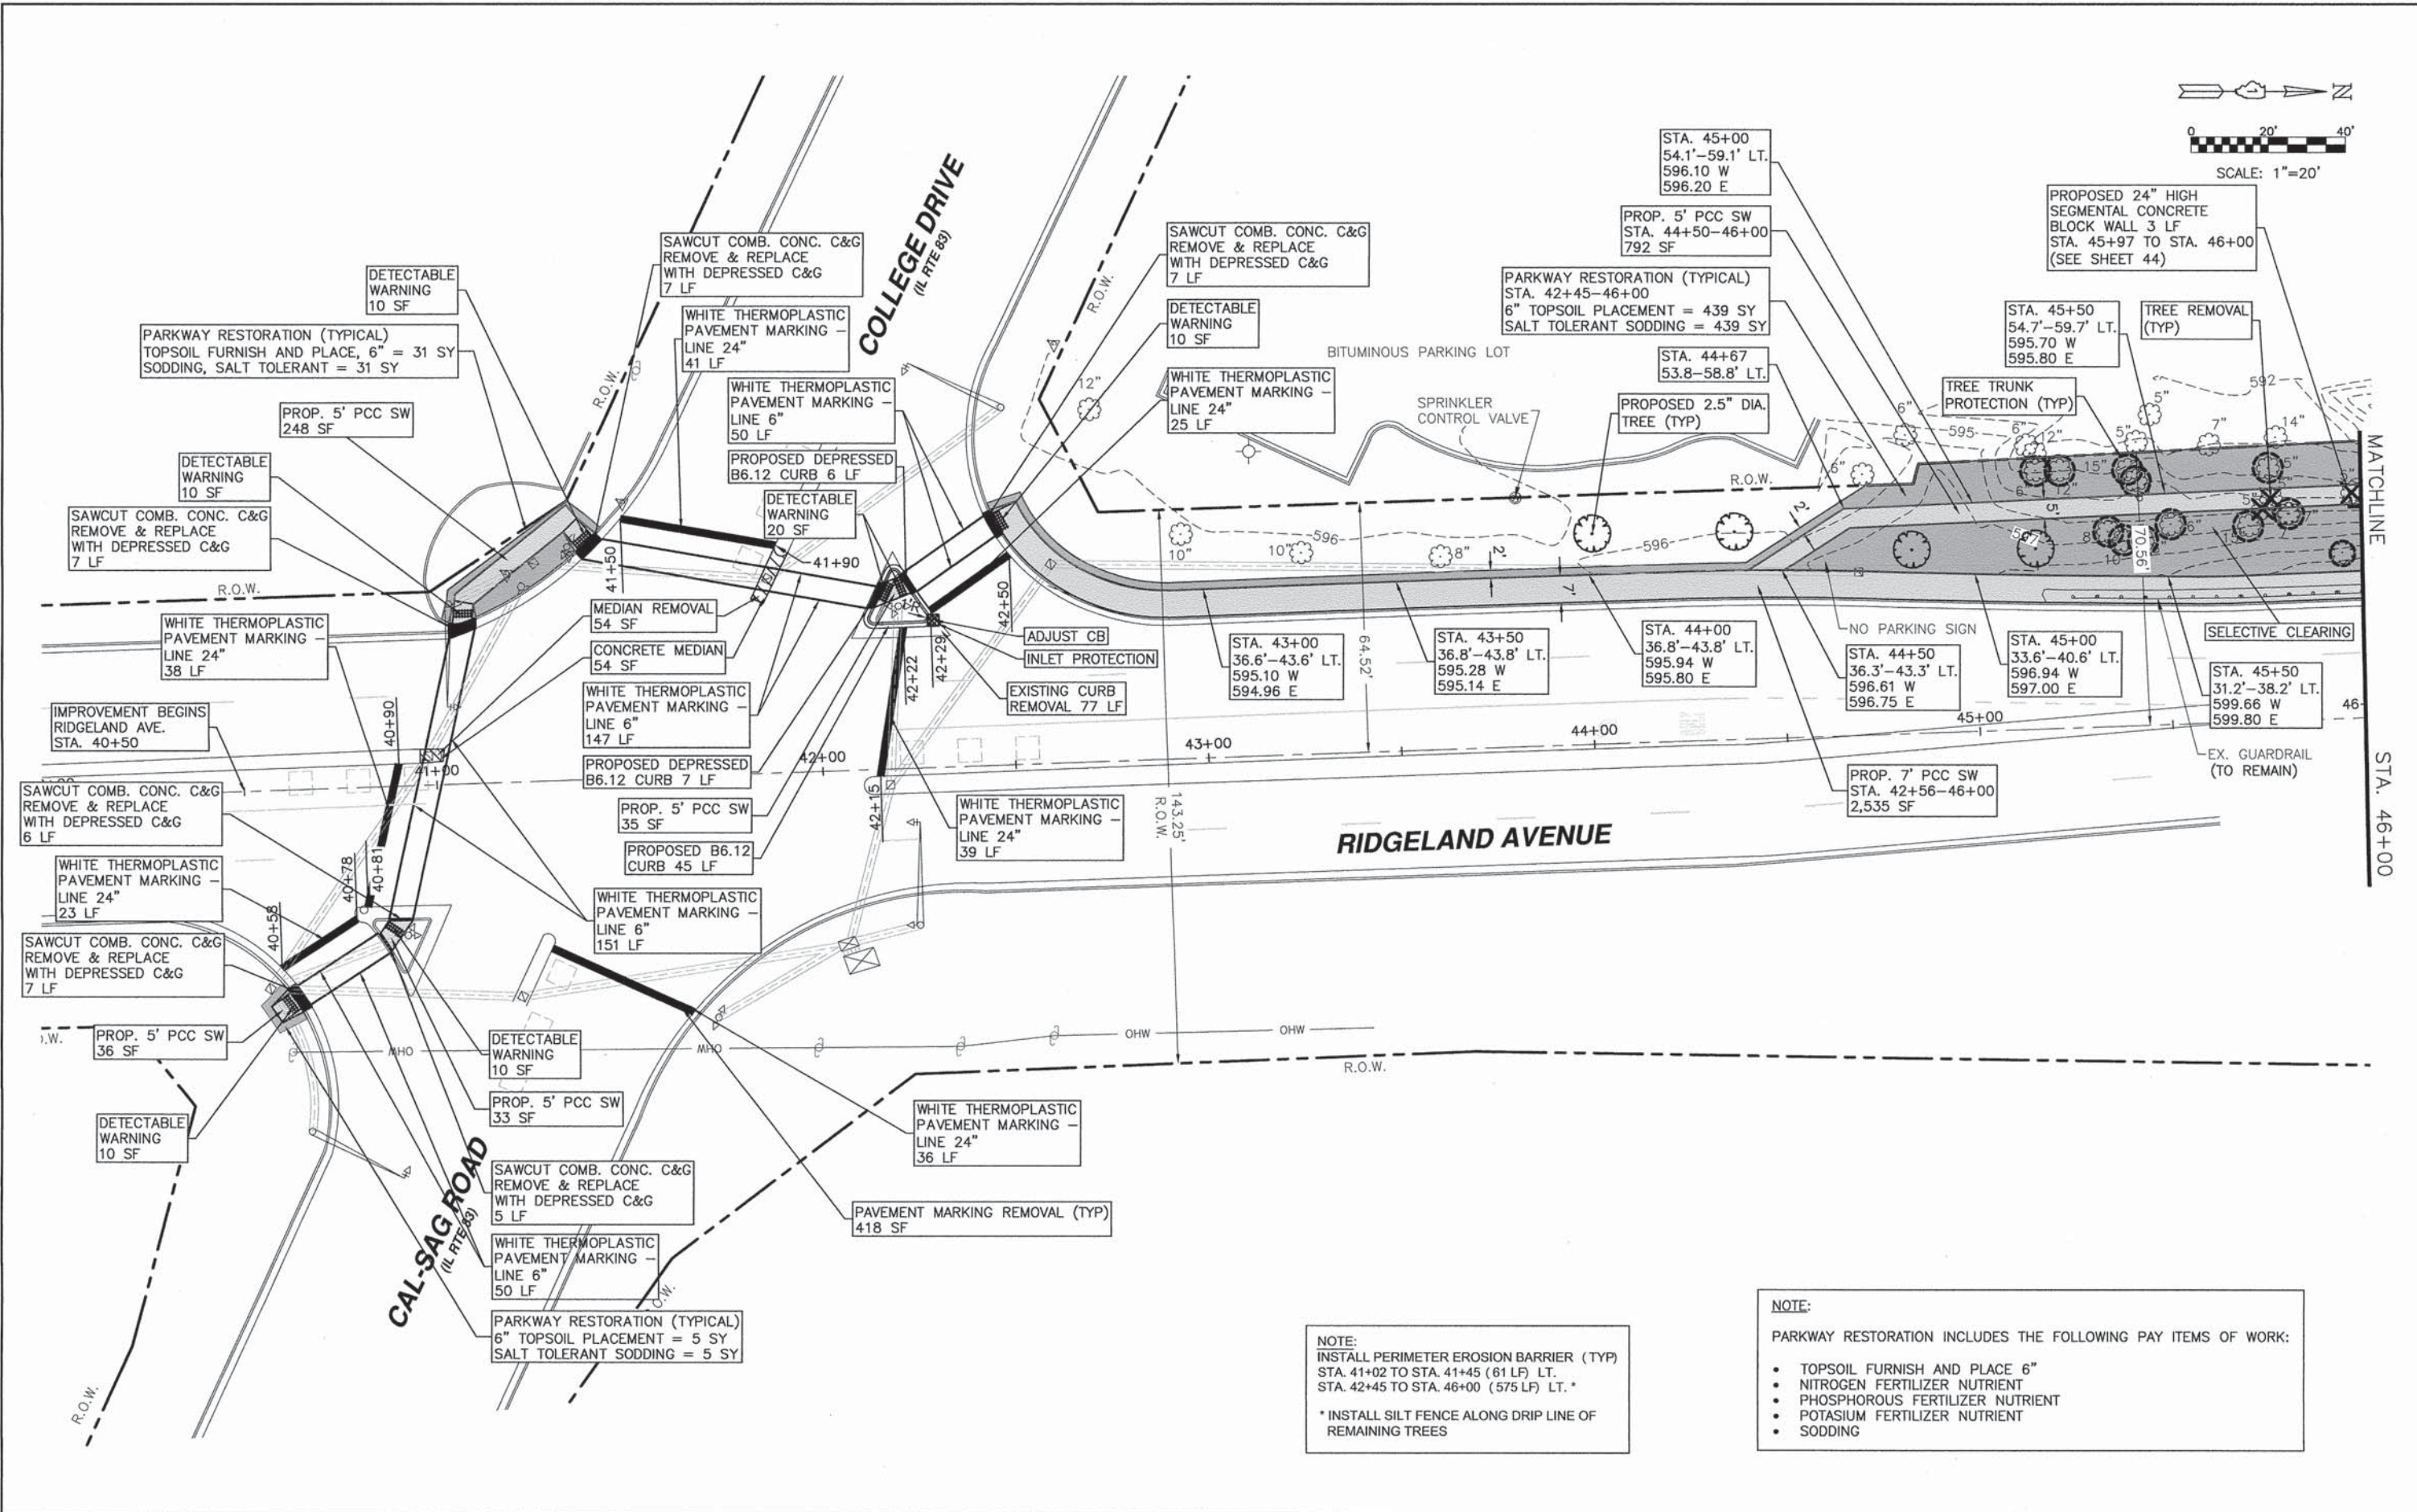 N
0 20' 40'
SCALE: 1"=20'
STA. 45+00
54.1'-59.1' LT.
596.10 W
596.20 E
PROP. 5' PCC SW
STA. 44+50-46+00
792 SF
PARKWAY RESTORATION (TYPICAL)
STA. 42+45-46+00
6" TOPSOIL PLACEMENT = 439 SY
SALT TOLERANT SODDING = 439 SY
STA. 44+67
53.8-58.8' LT.
PROPOSED 2.5" DIA.
TREE (TYP)
PROPOSED 24" HIGH
SEGMENTAL CONCRETE
BLOCK WALL 3 LF
STA. 45+97 TO STA. 46+00
(SEE SHEET 44)
STA. 45+50
54.7'-59.7' LT.
595.70 W
595.80 E
TREE REMOVAL
(TYP)
TREE TRUNK
PROTECTION (TYP)
BITUMINOUS PARKING LOT
SPRINKLER
CONTROL VALVE
COLLEGE DRIVE
(IL RTE 83)
SAWCUT COMB. CONC. C&G
REMOVE & REPLACE
WITH DEPRESSED C&G
7 LF
DETECTABLE
WARNING
10 SF
WHITE THERMOPLASTIC
PAVEMENT MARKING -
LINE 24"
25 LF
SAWCUT COMB. CONC. C&G
REMOVE & REPLACE
WITH DEPRESSED C&G
7 LF
WHITE THERMOPLASTIC
PAVEMENT MARKING -
LINE 24"
41 LF
WHITE THERMOPLASTIC
PAVEMENT MARKING -
LINE 6"
50 LF
PROPOSED DEPRESSED
B6.12 CURB 6 LF
DETECTABLE
WARNING
20 SF
DETECTABLE
WARNING
10 SF
PARKWAY RESTORATION (TYPICAL)
TOPSOIL FURNISH AND PLACE, 6" = 31 SY
SODDING, SALT TOLERANT = 31 SY
PROP. 5' PCC SW
248 SF
DETECTABLE
WARNING
10 SF
SAWCUT COMB. CONC. C&G
REMOVE & REPLACE
WITH DEPRESSED C&G
7 LF
R.O.W.
R.O.W.
R.O.W.
R.O.W.
12"
10"
10"
8"
596
596
6"
6"
595
592
597
6"
12"
5"
5"
7"
14"
15"
2'
2'
7'
5'
70.56'
64.52'
143.25'
R.O.W.
MATCHLINE
STA. 46+00
41+50
41+90
42+50
42+29
42+22
42+15
40+90
40+81
40+78
40+58
41+00
42+00
43+00
44+00
45+00
46-
WHITE THERMOPLASTIC
PAVEMENT MARKING -
LINE 24"
38 LF
IMPROVEMENT BEGINS
RIDGELAND AVE.
STA. 40+50
SAWCUT COMB. CONC. C&G
REMOVE & REPLACE
WITH DEPRESSED C&G
6 LF
WHITE THERMOPLASTIC
PAVEMENT MARKING -
LINE 24"
23 LF
SAWCUT COMB. CONC. C&G
REMOVE & REPLACE
WITH DEPRESSED C&G
7 LF
PROP. 5' PCC SW
36 SF
DETECTABLE
WARNING
10 SF
MEDIAN REMOVAL
54 SF
CONCRETE MEDIAN
54 SF
WHITE THERMOPLASTIC
PAVEMENT MARKING -
LINE 6"
147 LF
PROPOSED DEPRESSED
B6.12 CURB 7 LF
PROP. 5' PCC SW
35 SF
PROPOSED B6.12
CURB 45 LF
WHITE THERMOPLASTIC
PAVEMENT MARKING -
LINE 6"
151 LF
ADJUST CB
INLET PROTECTION
EXISTING CURB
REMOVAL 77 LF
WHITE THERMOPLASTIC
PAVEMENT MARKING -
LINE 24"
39 LF
STA. 43+00
36.6'-43.6' LT.
595.10 W
594.96 E
STA. 43+50
36.8'-43.8' LT.
595.28 W
595.14 E
STA. 44+00
36.8'-43.8' LT.
595.94 W
595.80 E
NO PARKING SIGN
STA. 44+50
36.3'-43.3' LT.
596.61 W
596.75 E
STA. 45+00
33.6'-40.6' LT.
596.94 W
597.00 E
SELECTIVE CLEARING
STA. 45+50
31.2'-38.2' LT.
599.66 W
599.80 E
EX. GUARDRAIL
(TO REMAIN)
PROP. 7' PCC SW
STA. 42+56-46+00
2,535 SF
RIDGELAND AVENUE
OHW
OHW
OHW
OHW
R.O.W.
DETECTABLE
WARNING
10 SF
PROP. 5' PCC SW
33 SF
SAWCUT COMB. CONC. C&G
REMOVE & REPLACE
WITH DEPRESSED C&G
5 LF
WHITE THERMOPLASTIC
PAVEMENT MARKING -
LINE 6"
50 LF
PARKWAY RESTORATION (TYPICAL)
6" TOPSOIL PLACEMENT = 5 SY
SALT TOLERANT SODDING = 5 SY
CAL-SAG ROAD
(IL RTE 83)
R.O.W.
WHITE THERMOPLASTIC
PAVEMENT MARKING -
LINE 24"
36 LF
PAVEMENT MARKING REMOVAL (TYP)
418 SF
NOTE:
INSTALL PERIMETER EROSION BARRIER (TYP)
STA. 41+02 TO STA. 41+45 (61 LF) LT.
STA. 42+45 TO STA. 46+00 (575 LF) LT. *
* INSTALL SILT FENCE ALONG DRIP LINE OF
REMAINING TREES
NOTE:
PARKWAY RESTORATION INCLUDES THE FOLLOWING PAY ITEMS OF WORK:
• TOPSOIL FURNISH AND PLACE 6"
• NITROGEN FERTILIZER NUTRIENT
• PHOSPHOROUS FERTILIZER NUTRIENT
• POTASIUM FERTILIZER NUTRIENT
• SODDING